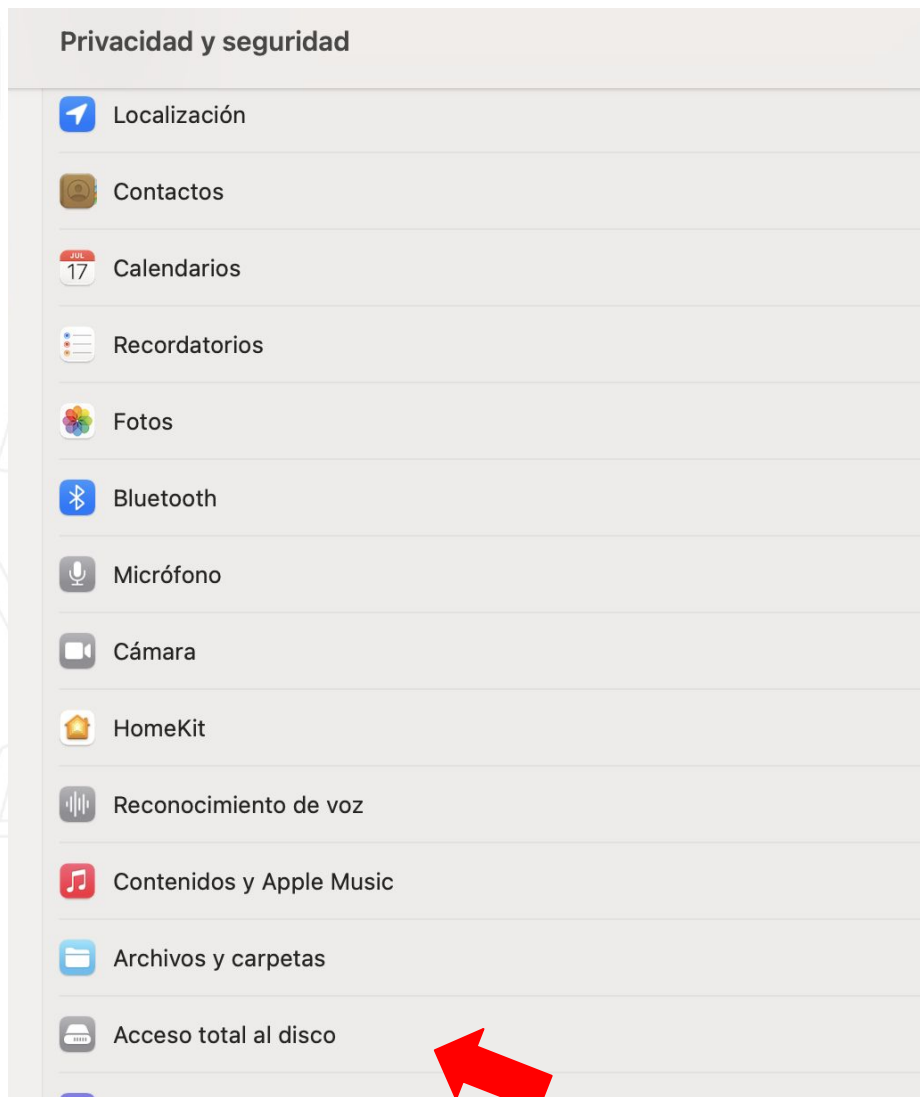 Privacidad y seguridad
Localización
Contactos
JUL
17
Calendarios
Recordatorios
Fotos
Bluetooth
Micrófono
Cámara
HomeKit
Reconocimiento de voz
Contenidos y Apple Music
Archivos y carpetas
Acceso total al disco